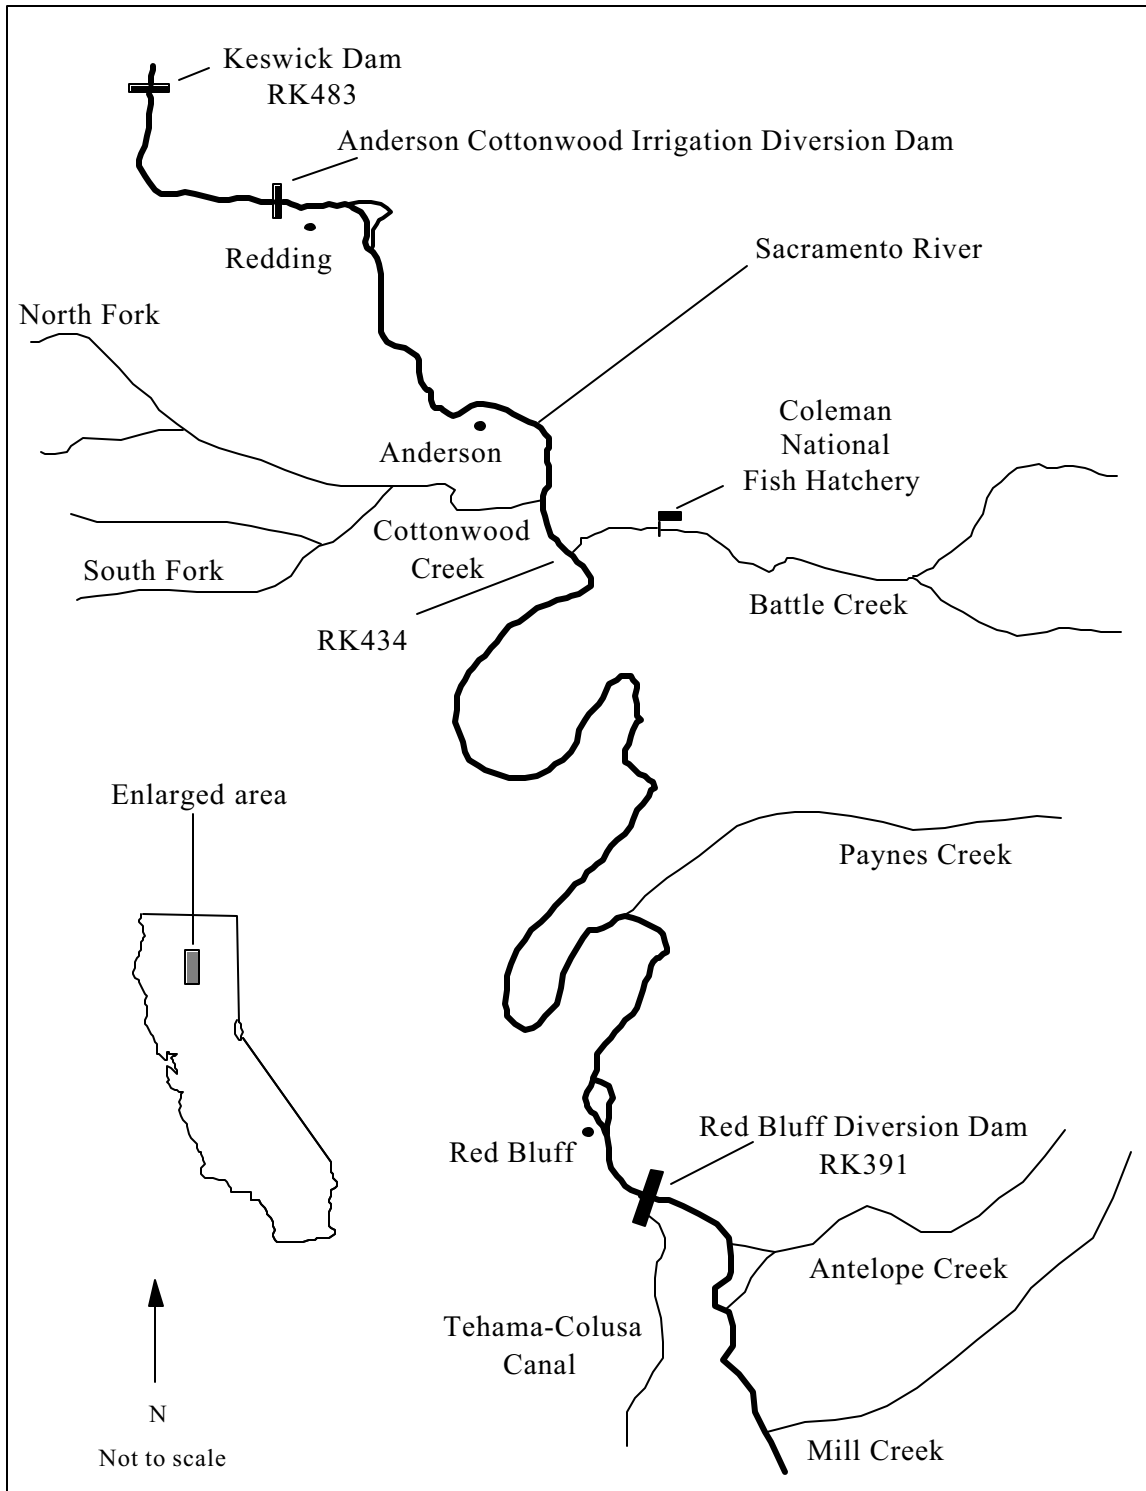 Keswick Dam
RK483
Anderson Cottonwood Irrigation Diversion Dam
Redding
Sacramento River
North Fork
Coleman
National
Fish Hatchery
Anderson
Cottonwood
Creek
South Fork
Battle Creek
RK434
Enlarged area
Paynes Creek
Red Bluff
Red Bluff Diversion Dam
RK391
Antelope Creek
Tehama-Colusa
Canal
N
Not to scale
Mill Creek